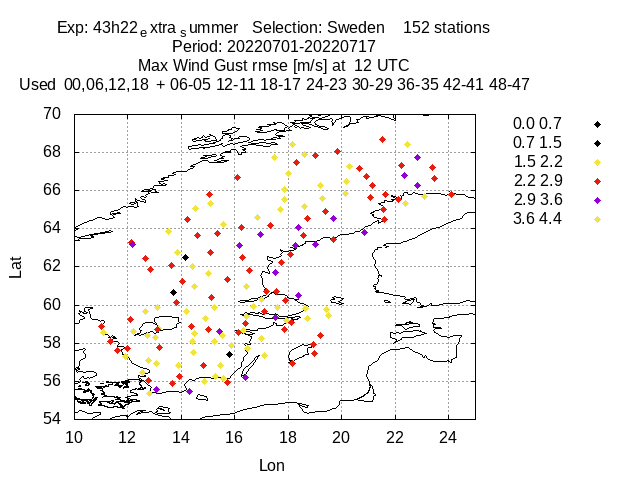 Exp: 43h22extrasummer Selection: Sweden 152 stations
Period: 20220701-20220717
Max Wind Gust rmse [m/s] at 12 UTC
Used 00,06,12,18 + 06-05 12-11 18-17 24-23 30-29 36-35 42-41 48-47
70
68
66
64
62
60
58
56
54
Lat
10 12 14 16 18 20 22 24
Lon
0.0 0.7
0.7 1.5
1.5 2.2
2.2 2.9
2.9 3.6
3.6 4.4